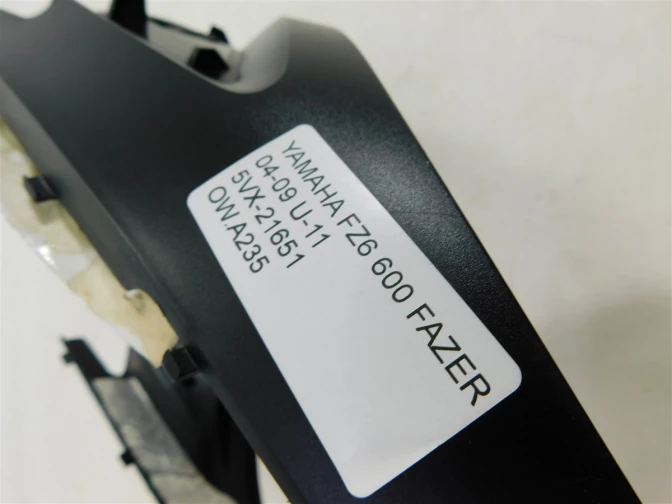 YAMAHA FZ6 600 FAZER
04-09 U-11
5VX-21651
OW A235